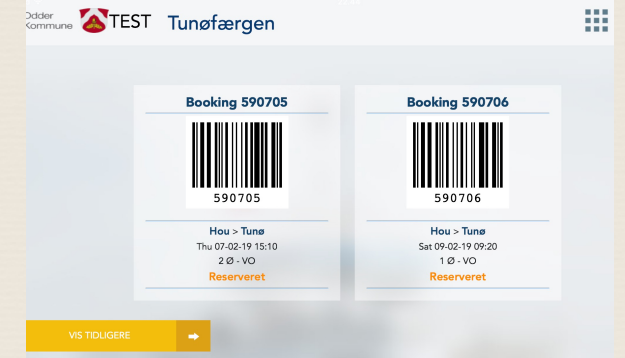 Odder
Kommune TEST Tunøfærgen
Booking 590705
590705
Hou > Tunø
Thu 07-02-19 15:10
2 Ø - VO
Reserveret
Booking 590706
590706
Hou > Tunø
Sat 09-02-19 09:20
1 Ø - VO
Reserveret
VIS TIDLIGERE